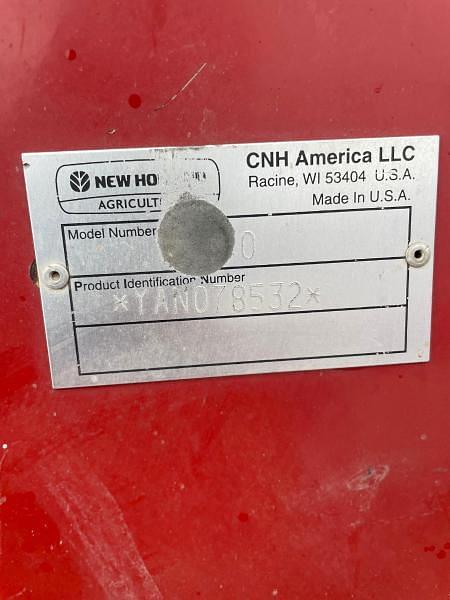 CNH America LLC
NEW HO
Racine, WI 53404 U.S.A.
AGRICULT
Made In U.S.A.
Model Number
0
Product Identification Number
*YAN078532*